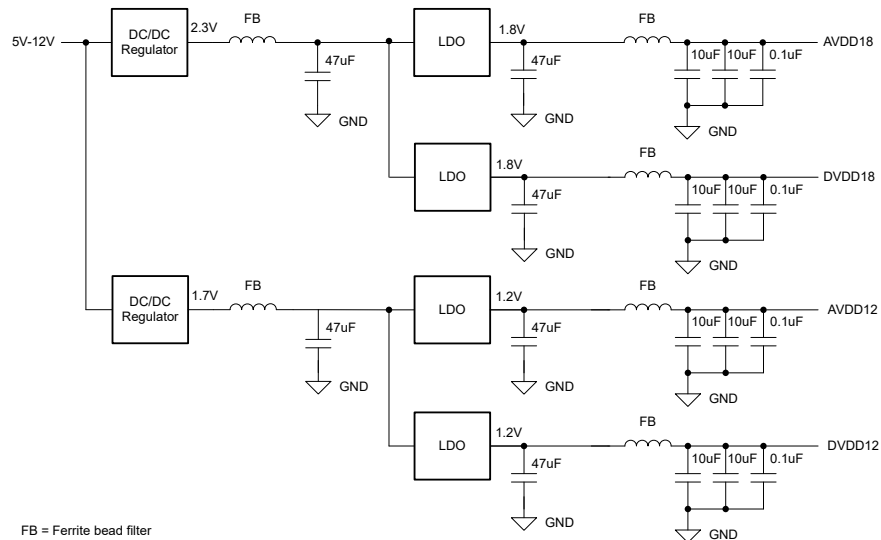 5V-12V
DC/DC
Regulator
2.3V
FB
47uF
GND
LDO
1.8V
47uF
GND
FB
10uF
10uF
0.1uF
GND
AVDD18
LDO
1.8V
47uF
GND
FB
10uF
10uF
0.1uF
GND
DVDD18
DC/DC
Regulator
1.7V
FB
47uF
GND
LDO
1.2V
47uF
GND
FB
10uF
10uF
0.1uF
GND
AVDD12
LDO
1.2V
47uF
GND
FB
10uF
10uF
0.1uF
GND
DVDD12
FB = Ferrite bead filter